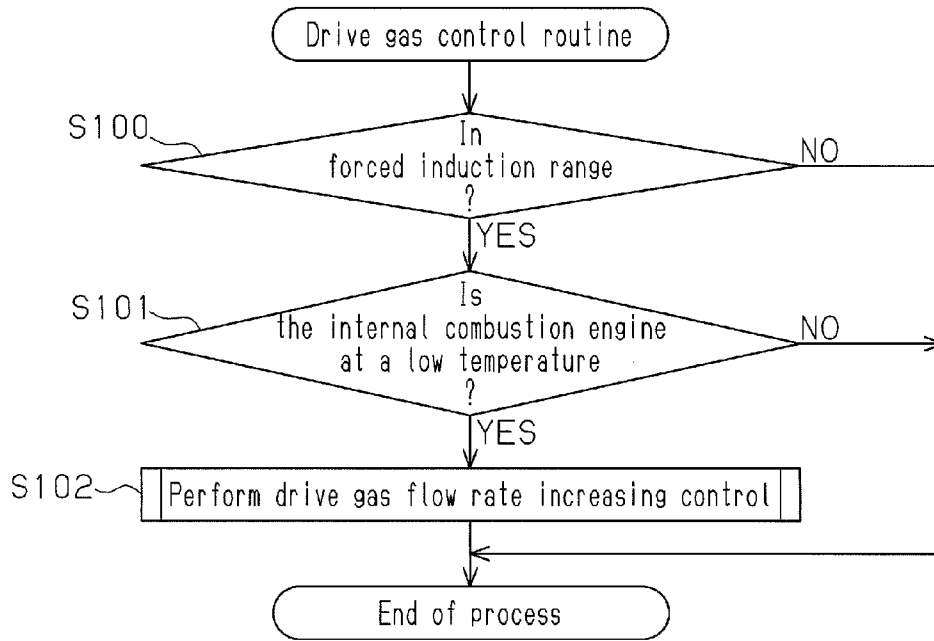 Drive gas control routine
S100
In
forced induction range
?
NO
YES
S101
Is
the internal combustion engine
at a low temperature
?
NO
YES
S102
Perform drive gas flow rate increasing control
End of process